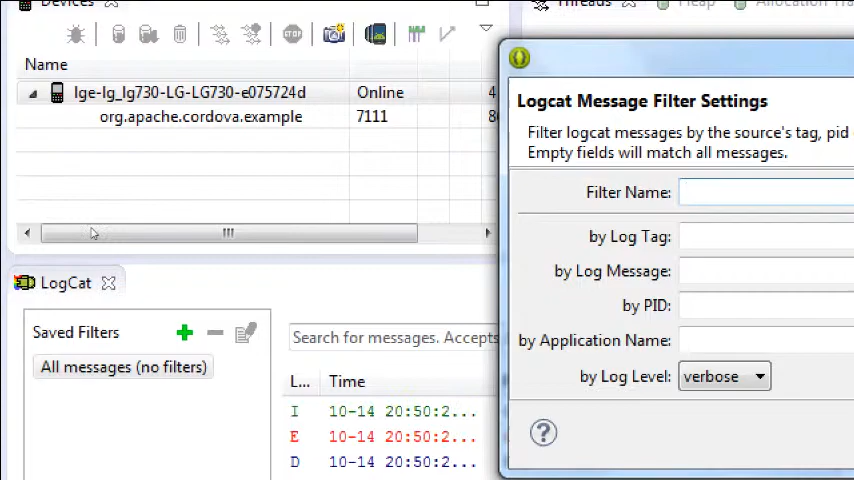 Devices
Threads
Heap
Allocation Tra
Name
lge-lg_lg730-LG-LG730-e075724d Online 4
org.apache.cordova.example 7111 86
Logcat Message Filter Settings
Filter logcat messages by the source's tag, pid
Empty fields will match all messages.
Filter Name:
by Log Tag:
by Log Message:
by PID:
by Application Name:
by Log Level: verbose
LogCat
Saved Filters
All messages (no filters)
Search for messages. Accepts
L... Time
I 10-14 20:50:2...
E 10-14 20:50:2...
D 10-14 20:50:2...